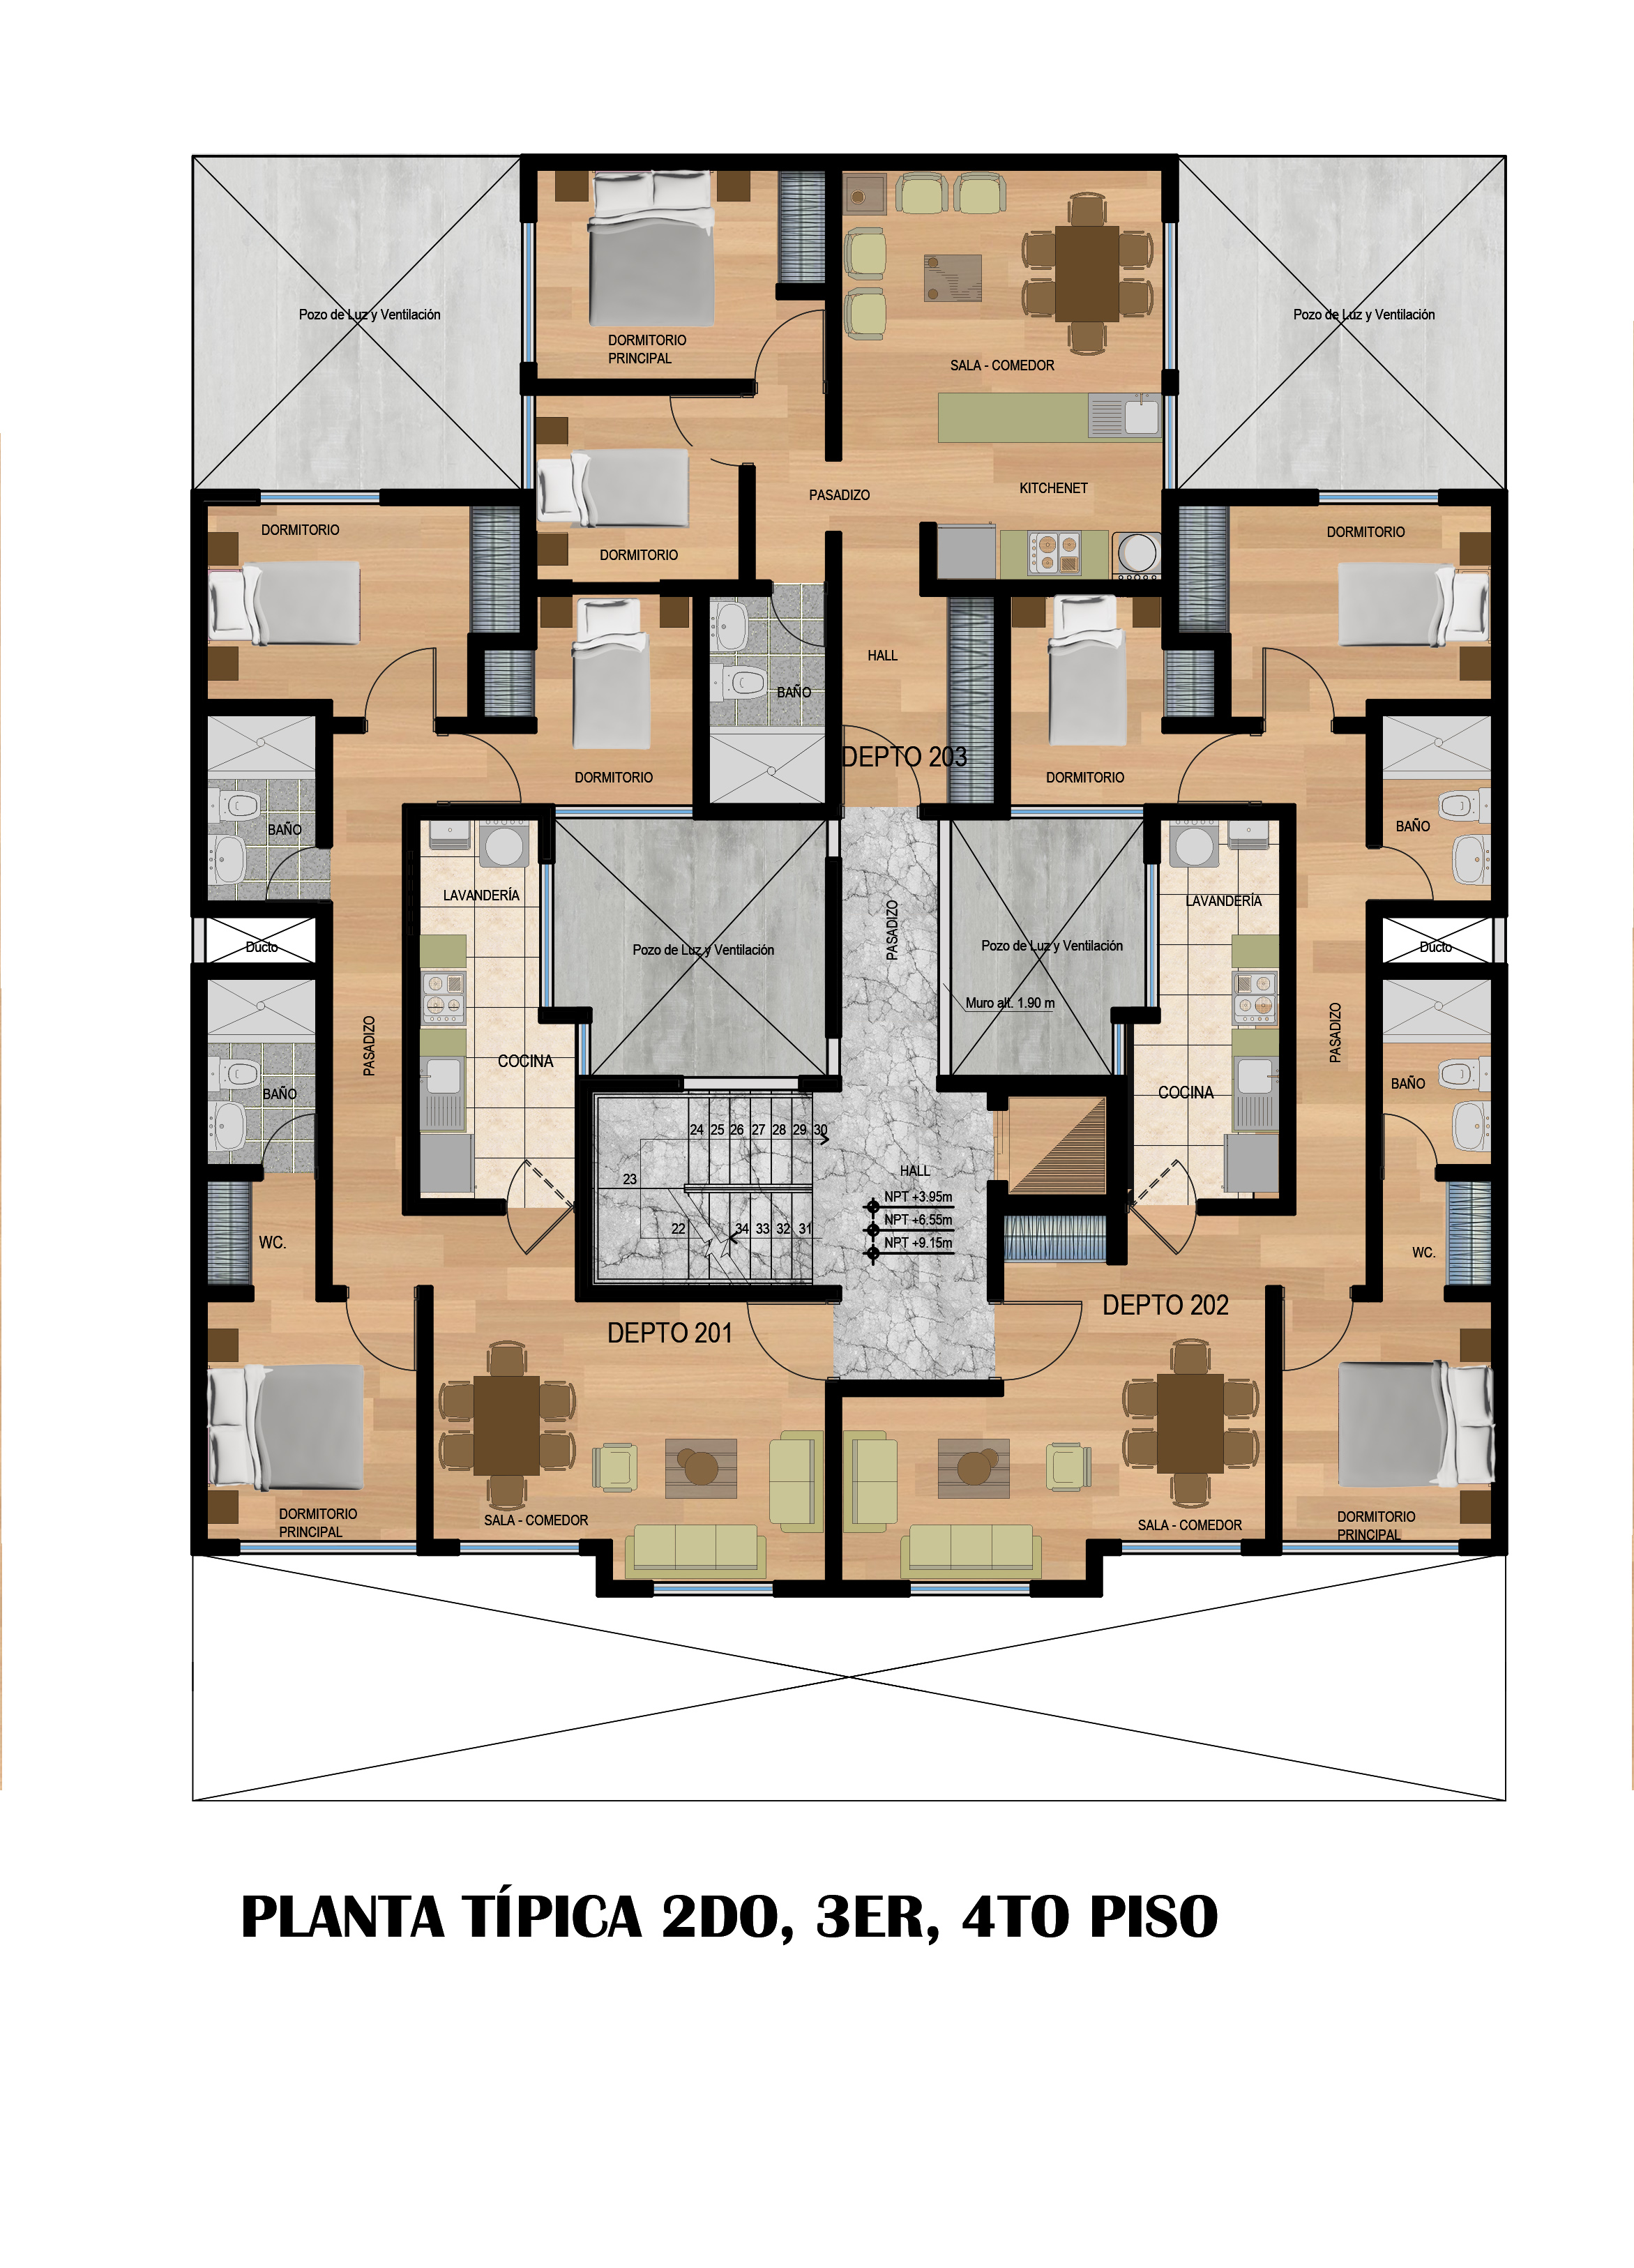 Pozo de Luz y Ventilación
DORMITORIO
PRINCIPAL
SALA - COMEDOR
Pozo de Luz y Ventilación
DORMITORIO
DORMITORIO
PASADIZO
KITCHENET
DORMITORIO
HALL
BAÑO
DORMITORIO
DEPTO 203
DORMITORIO
BAÑO
BAÑO
LAVANDERÍA
LAVANDERÍA
PASADIZO
Ducto
Pozo de Luz y Ventilación
Pozo de Luz y Ventilación
Ducto
Muro alt. 1.90 m
PASADIZO
COCINA
PASADIZO
BAÑO
COCINA
BAÑO
24 25 26 27 28 29 30
23
HALL
22 34 33 32 31
NPT +3.95m
NPT +6.55m
NPT +9.15m
WC.
WC.
DEPTO 201
DEPTO 202
DORMITORIO
PRINCIPAL
SALA - COMEDOR
SALA - COMEDOR
DORMITORIO
PRINCIPAL
PLANTA TÍPICA 2DO, 3ER, 4TO PISO